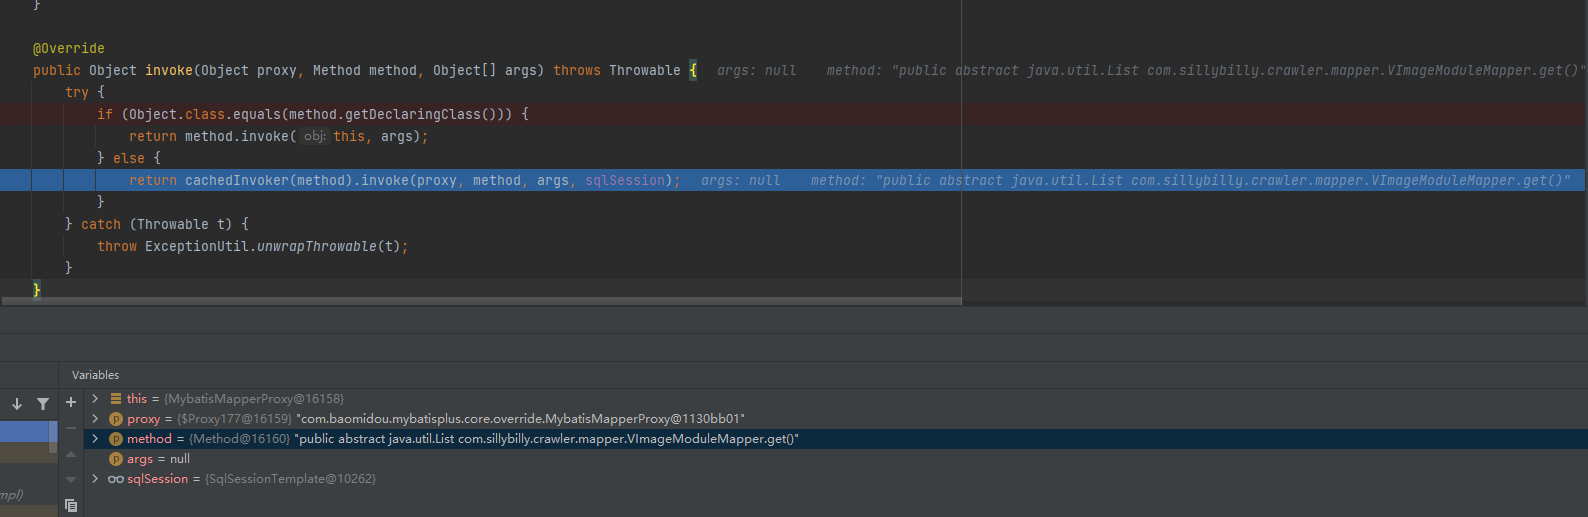 }
@Override
public Object invoke(Object proxy, Method method, Object[] args) throws Throwable { args: null method: "public abstract java.util.List com.sillybilly.crawler.mapper.VImageModuleMapper.get()"
try {
if (Object.class.equals(method.getDeclaringClass())) {
return method.invoke( obj: this, args);
} else {
return cachedInvoker(method).invoke(proxy, method, args, sqlSession); args: null method: "public abstract java.util.List com.sillybilly.crawler.mapper.VImageModuleMapper.get()"
}
} catch (Throwable t) {
throw ExceptionUtil.unwrapThrowable(t);
}
}
Variables
this = {MybatisMapperProxy@16158}
proxy = {$Proxy177@16159} "com.baomidou.mybatisplus.core.override.MybatisMapperProxy@1130bb01"
method = {Method@16160} "public abstract java.util.List com.sillybilly.crawler.mapper.VImageModuleMapper.get()"
args = null
sqlSession = {SqlSessionTemplate@10262}
mpl)